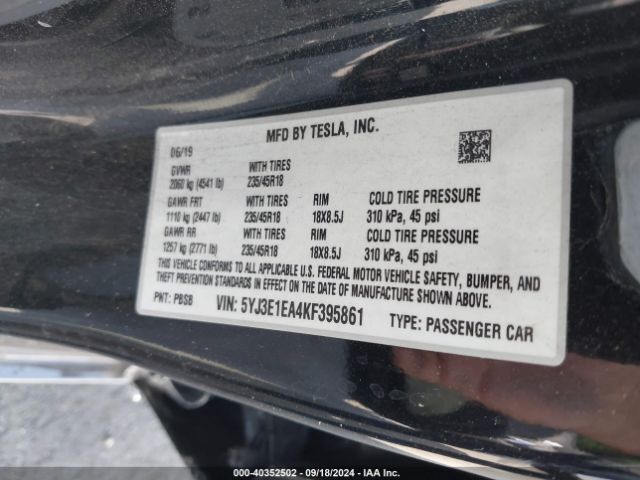 MFD BY TESLA, INC.
06/19
GVWR WITH TIRES
2060 kg (4541 lb) 235/45R18
GAWR FRT WITH TIRES RIM COLD TIRE PRESSURE
1110 kg (2447 lb) 235/45R18 18X8.5J 310 kPa, 45 psi
GAWR RR WITH TIRES RIM COLD TIRE PRESSURE
1257 kg (2771 lb) 235/45R18 18X8.5J 310 kPa, 45 psi
THIS VEHICLE CONFORMS TO ALL APPLICABLE U.S. FEDERAL MOTOR VEHICLE SAFETY, BUMPER, AND
THEFT PREVENTION STANDARDS IN EFFECT ON THE DATE OF MANUFACTURE SHOWN ABOVE.
PNT: PBSB VIN: 5YJ3E1EA4KF395861 TYPE: PASSENGER CAR
000-40352502 - 09/18/2024 - IAA Inc.